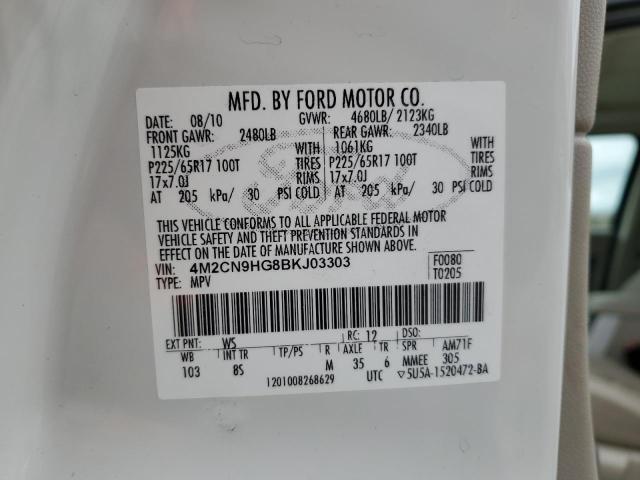 MFD. BY FORD MOTOR CO.
DATE: 08/10 GVWR: 4680LB/ 2123KG
FRONT GAWR: 2480LB REAR GAWR: 2340LB
1125KG WITH 1061KG WITH
P225/65R17 100T TIRES P225/65R17 100T TIRES
17x7.0J RIMS 17x7.0J RIMS
AT 205 kPa/ 30 PSI COLD AT 205 kPa/ 30 PSI COLD
THIS VEHICLE CONFORMS TO ALL APPLICABLE FEDERAL MOTOR
VEHICLE SAFETY AND THEFT PREVENTION STANDARDS IN
EFFECT ON THE DATE OF MANUFACTURE SHOWN ABOVE.
VIN: 4M2CN9HG8BKJ03303 F0080
TYPE: MPV T0205
EXT PNT: WS RC: 12 DSO:
WB INT TR TP/PS R AXLE TR SPR AM71F
103 8S M 35 6 MMEE 305
1201008268629 UTC ▽5U5A-1520472-BA
Ford